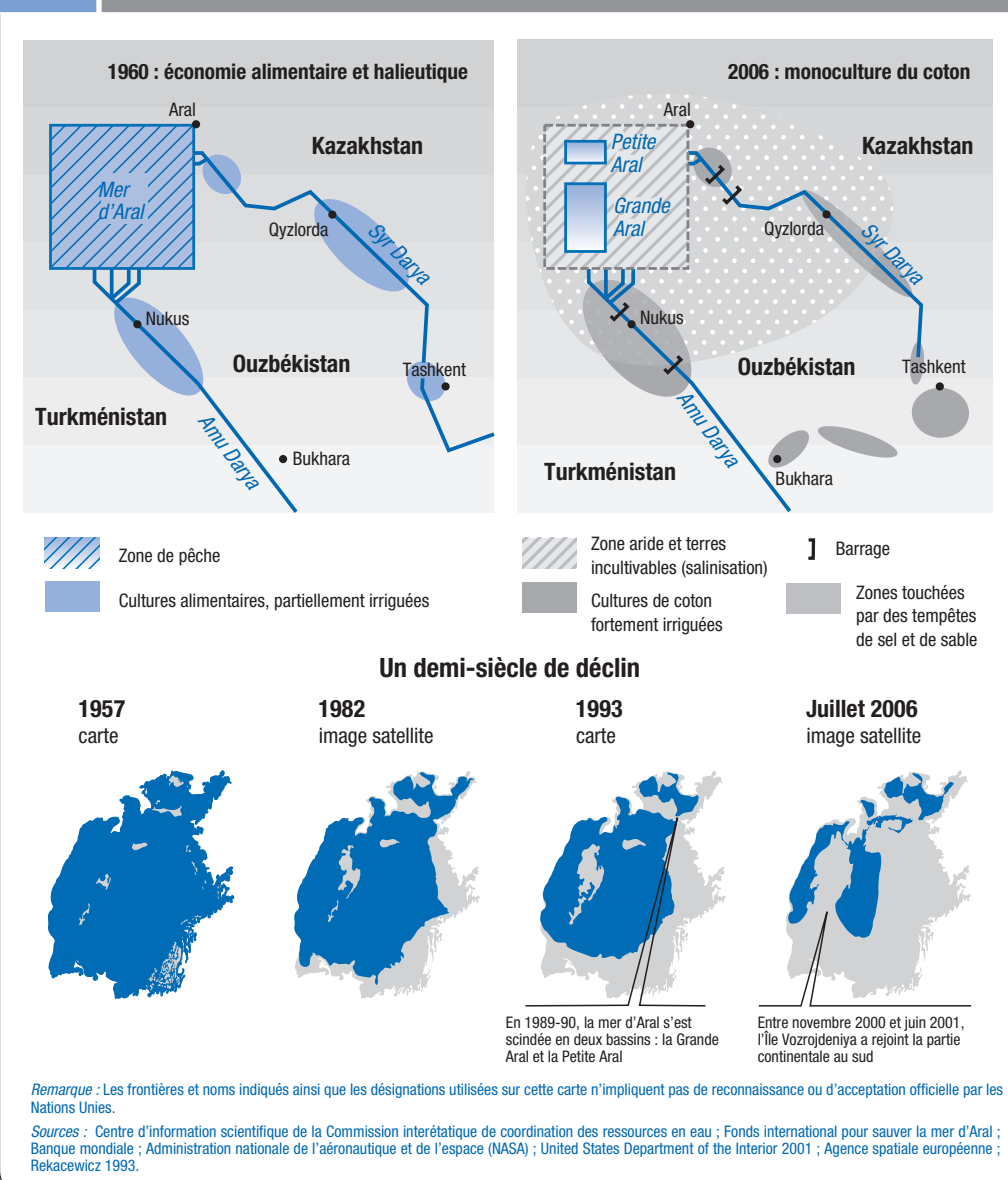 1960 : économie alimentaire et halieutique
Aral
Kazakhstan
Mer
d’Aral
Qyzlorda
Syr Darya
Nukus
Ouzbékistan
Tashkent
Turkménistan
Amu Darya
Bukhara
2006 : monoculture du coton
Aral
Petite
Aral
Kazakhstan
Grande
Aral
Qyzlorda
Syr Darya
Nukus
Ouzbékistan
Tashkent
Amu Darya
Turkménistan
Bukhara
Zone de pêche
Cultures alimentaires, partiellement irriguées
Zone aride et terres
incultivables (salinisation)
Cultures de coton
fortement irriguées
Barrage
Zones touchées
par des tempêtes
de sel et de sable
Un demi-siècle de déclin
1957
carte
1982
image satellite
1993
carte
Juillet 2006
image satellite
En 1989-90, la mer d’Aral s’est
scindée en deux bassins : la Grande
Aral et la Petite Aral
Entre novembre 2000 et juin 2001,
l’Île Vozrojdeniya a rejoint la partie
continentale au sud
Remarque : Les frontières et noms indiqués ainsi que les désignations utilisées sur cette carte n’impliquent pas de reconnaissance ou d’acceptation officielle par les
Nations Unies.
Sources : Centre d’information scientifique de la Commission interétatique de coordination des ressources en eau ; Fonds international pour sauver la mer d’Aral ;
Banque mondiale ; Administration nationale de l’aéronautique et de l’espace (NASA) ; United States Department of the Interior 2001 ; Agence spatiale européenne ;
Rekacewicz 1993.